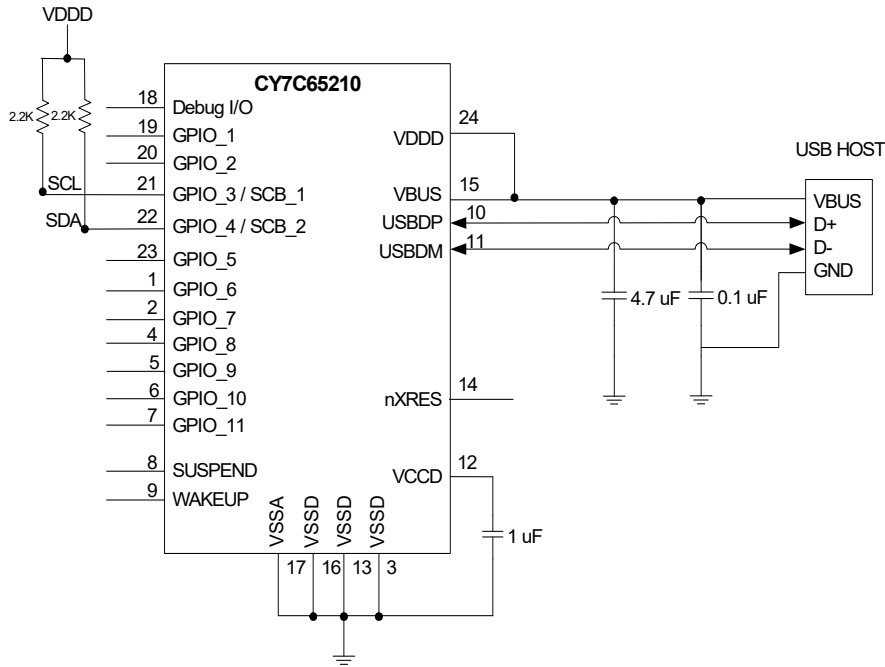 VDDD
CY7C65210
2.2K
2.2K
18
Debug I/O
19
GPIO_1
20
GPIO_2
SCL
21
GPIO_3 / SCB_1
SDA
22
GPIO_4 / SCB_2
23
GPIO_5
1
GPIO_6
2
GPIO_7
4
GPIO_8
5
GPIO_9
6
GPIO_10
7
GPIO_11
8
SUSPEND
9
WAKEUP
VDDD
24
VBUS
15
USBDP
10
USBDM
11
nXRES
14
VCCD
12
1 uF
VSSA
VSSD
VSSD
VSSD
17
16
13
3
4.7 uF
0.1 uF
USB HOST
VBUS
D+
D-
GND